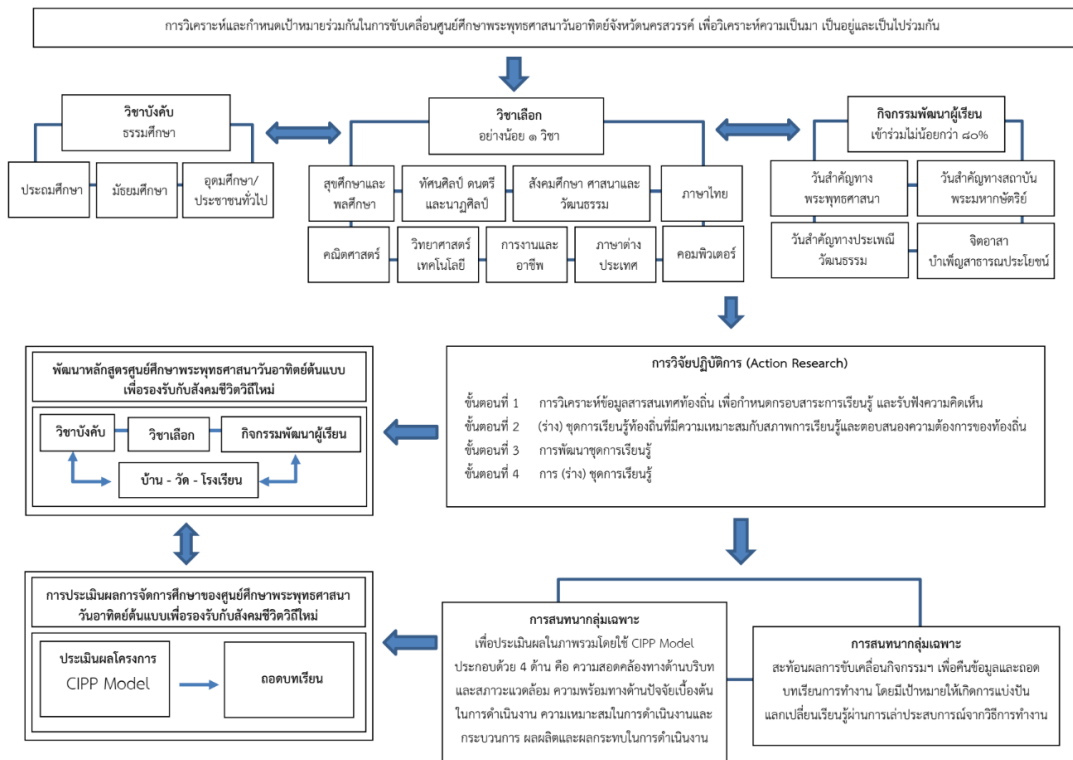 การวิเคราะห์และกำหนดเป้าหมายร่วมกันในการขับเคลื่อนศูนย์ศึกษาพระพุทธศาสนาวันอาทิตย์จังหวัดนครสวรรค์ เพื่อวิเคราะห์ความเป็นมา เป็นอยู่และเป็นไปร่วมกัน
วิชาบังคับ
ธรรมศึกษา
ประถมศึกษา
มัธยมศึกษา
อุดมศึกษา/
ประชาชนทั่วไป
วิชาเลือก
อย่างน้อย ๑ วิชา
สุขศึกษาและ
พลศึกษา
ทัศนศิลป์ ดนตรี
และนาฏศิลป์
สังคมศึกษา ศาสนาและ
วัฒนธรรม
ภาษาไทย
คณิตศาสตร์
วิทยาศาสตร์
เทคโนโลยี
การงานและ
อาชีพ
ภาษาต่าง
ประเทศ
คอมพิวเตอร์
กิจกรรมพัฒนาผู้เรียน
เข้าร่วมไม่น้อยกว่า ๘๐%
วันสำคัญทาง
พระพุทธศาสนา
วันสำคัญทางสถาบัน
พระมหากษัตริย์
วันสำคัญทางประเพณี
วัฒนธรรม
จิตอาสา
บำเพ็ญสาธารณประโยชน์
พัฒนาหลักสูตรศูนย์ศึกษาพระพุทธศาสนาวันอาทิตย์ต้นแบบ
เพื่อรองรับกับสังคมชีวิตวิถีใหม่
วิชาบังคับ
วิชาเลือก
กิจกรรมพัฒนาผู้เรียน
บ้าน - วัด - โรงเรียน
การวิจัยปฏิบัติการ (Action Research)
ขั้นตอนที่ 1 การวิเคราะห์ข้อมูลสารสนเทศท้องถิ่น เพื่อกำหนดกรอบสาระการเรียนรู้ และรับฟังความคิดเห็น
ขั้นตอนที่ 2 (ร่าง) ชุดการเรียนรู้ท้องถิ่นที่มีความเหมาะสมกับสภาพการเรียนรู้และตอบสนองความต้องการของท้องถิ่น
ขั้นตอนที่ 3 การพัฒนาชุดการเรียนรู้
ขั้นตอนที่ 4 การ (ร่าง) ชุดการเรียนรู้
การประเมินผลการจัดการศึกษาของศูนย์ศึกษาพระพุทธศาสนา
วันอาทิตย์ต้นแบบเพื่อรองรับกับสังคมชีวิตวิถีใหม่
ประเมินผลโครงการ
CIPP Model
ถอดบทเรียน
การสนทนากลุ่มเฉพาะ
เพื่อประเมินผลในภาพรวมโดยใช้ CIPP Model
ประกอบด้วย 4 ด้าน คือ ความสอดคล้องทางด้านบริบท
และสภาวะแวดล้อม ความพร้อมทางด้านปัจจัยเบื้องต้น
ในการดำเนินงาน ความเหมาะสมในการดำเนินงานและ
กระบวนการ ผลผลิตและผลกระทบในการดำเนินงาน
การสนทนากลุ่มเฉพาะ
สะท้อนผลการขับเคลื่อนกิจกรรมฯ เพื่อคืนข้อมูลและถอด
บทเรียนการทำงาน โดยมีเป้าหมายให้เกิดการแบ่งปัน
แลกเปลี่ยนเรียนรู้ผ่านการเล่าประสบการณ์จากวิธีการทำงาน